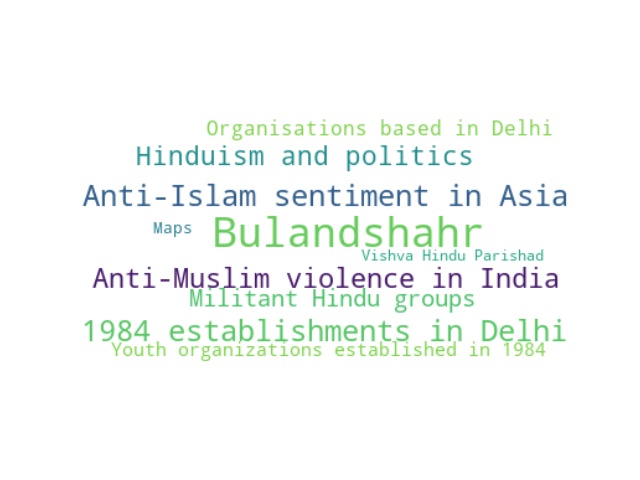 Organisations based in Delhi
Hinduism and politics
Anti-Islam sentiment in Asia
Maps Bulandshahr
Vishva Hindu Parishad
Anti-Muslim violence in India
Militant Hindu groups
1984 establishments in Delhi
Youth organizations established in 1984